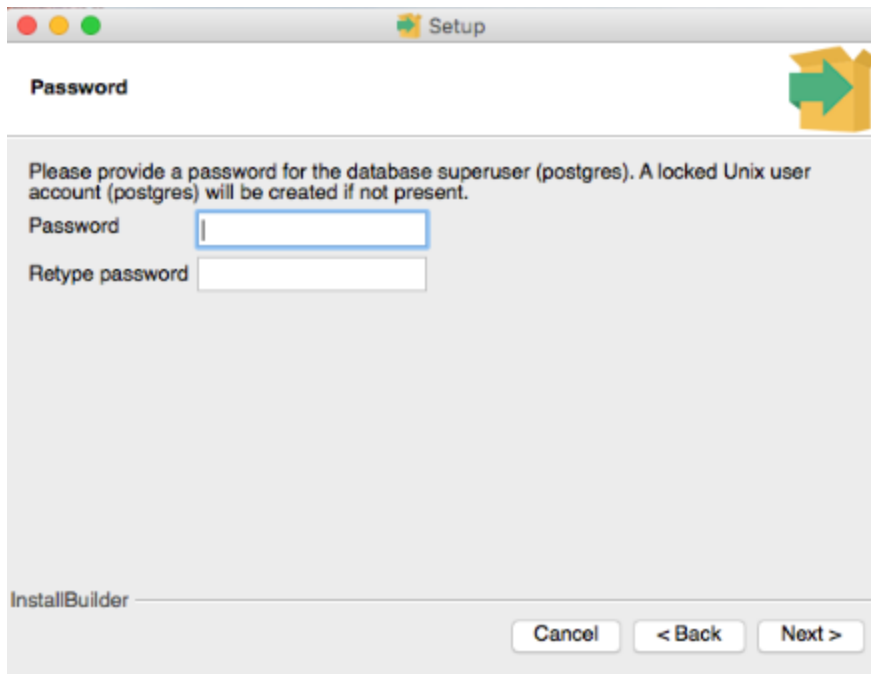 Setup
Password
Please provide a password for the database superuser (postgres). A locked Unix user
account (postgres) will be created if not present.
Password
Retype password
InstallBuilder
Cancel
< Back
Next >